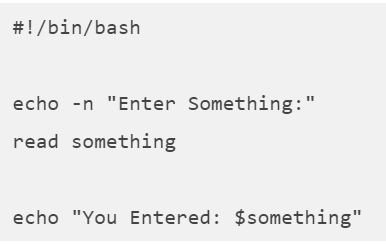 #!/bin/bash
echo -n "Enter Something:"
read something
echo "You Entered: $something"